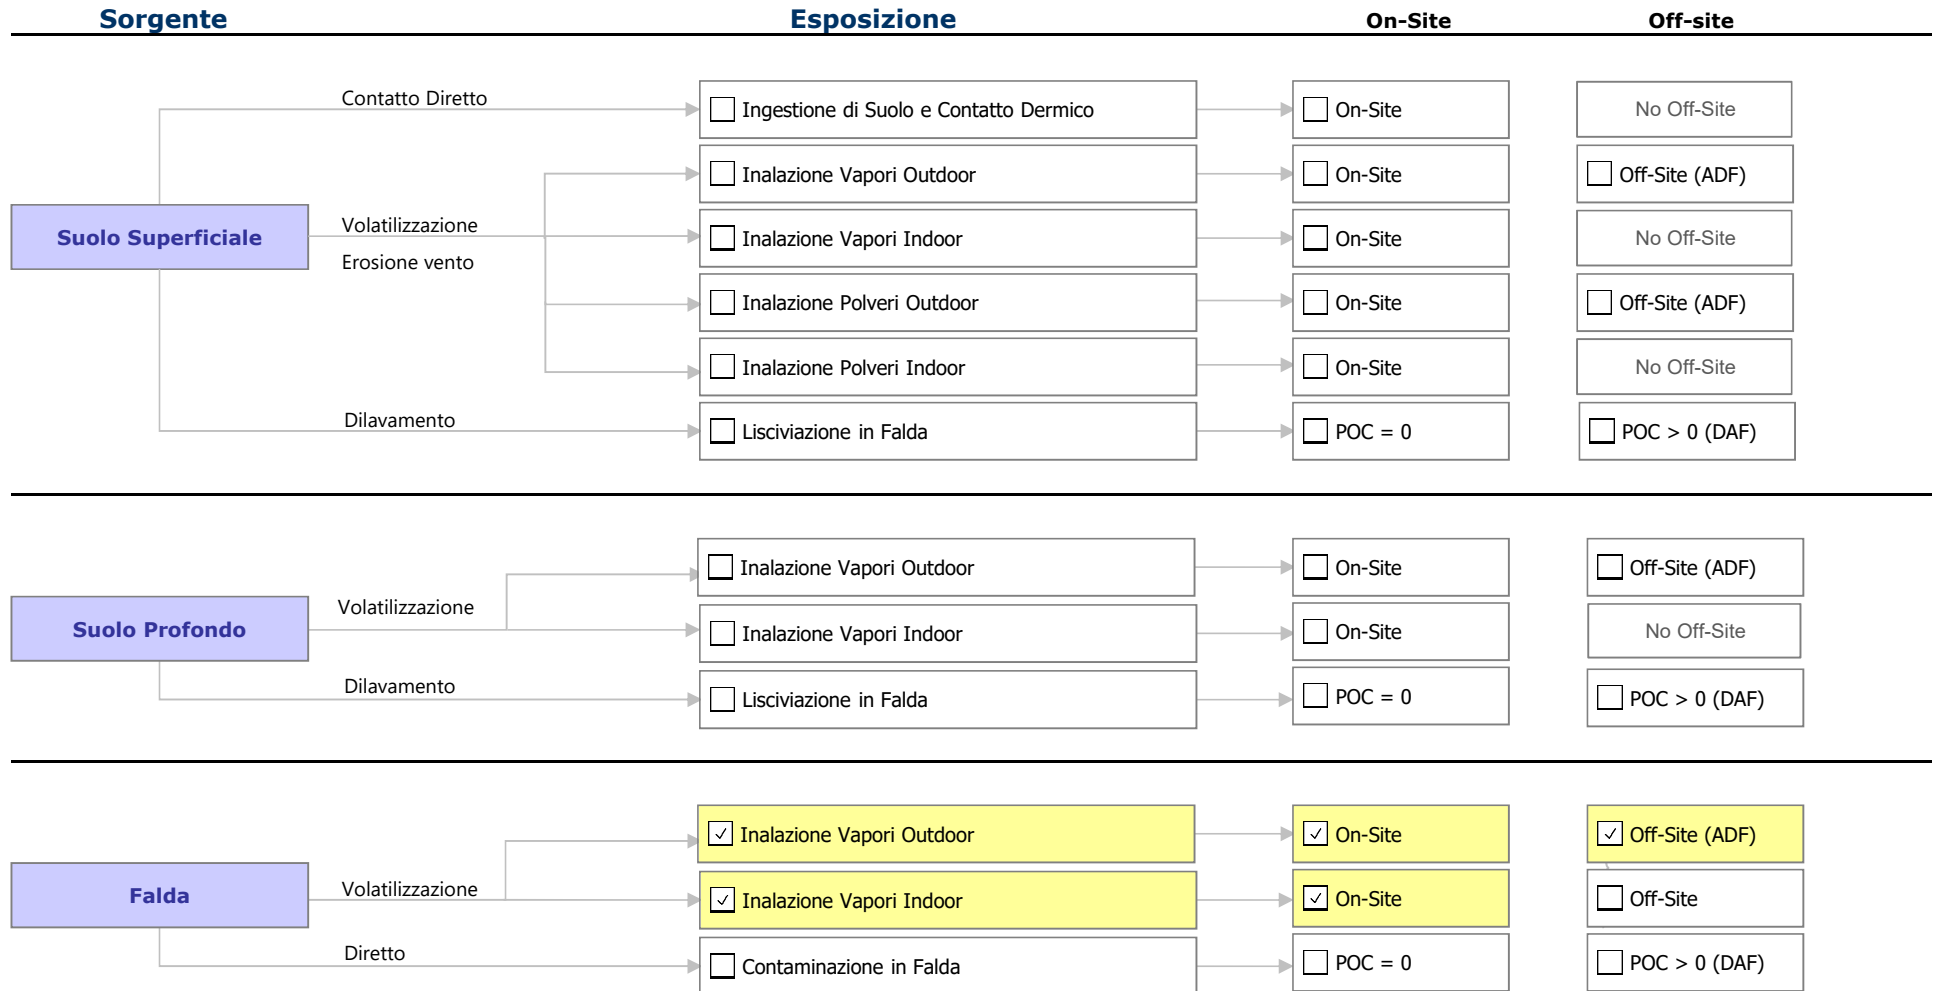 Sorgente Esposizione On-Site Off-site
Contatto Diretto
Ingestione di Suolo e Contatto Dermico On-Site No Off-Site
Inalazione Vapori Outdoor On-Site Off-Site (ADF)
Suolo Superficiale
Volatilizzazione
Erosione vento
Inalazione Vapori Indoor On-Site No Off-Site
Inalazione Polveri Outdoor On-Site Off-Site (ADF)
Inalazione Polveri Indoor On-Site No Off-Site
Dilavamento
Lisciviazione in Falda POC = 0 POC > 0 (DAF)
Inalazione Vapori Outdoor On-Site Off-Site (ADF)
Volatilizzazione
Suolo Profondo
Inalazione Vapori Indoor On-Site No Off-Site
Dilavamento
Lisciviazione in Falda POC = 0 POC > 0 (DAF)
Inalazione Vapori Outdoor On-Site Off-Site (ADF)
Falda
Volatilizzazione
Inalazione Vapori Indoor On-Site Off-Site
Diretto
Contaminazione in Falda POC = 0 POC > 0 (DAF)